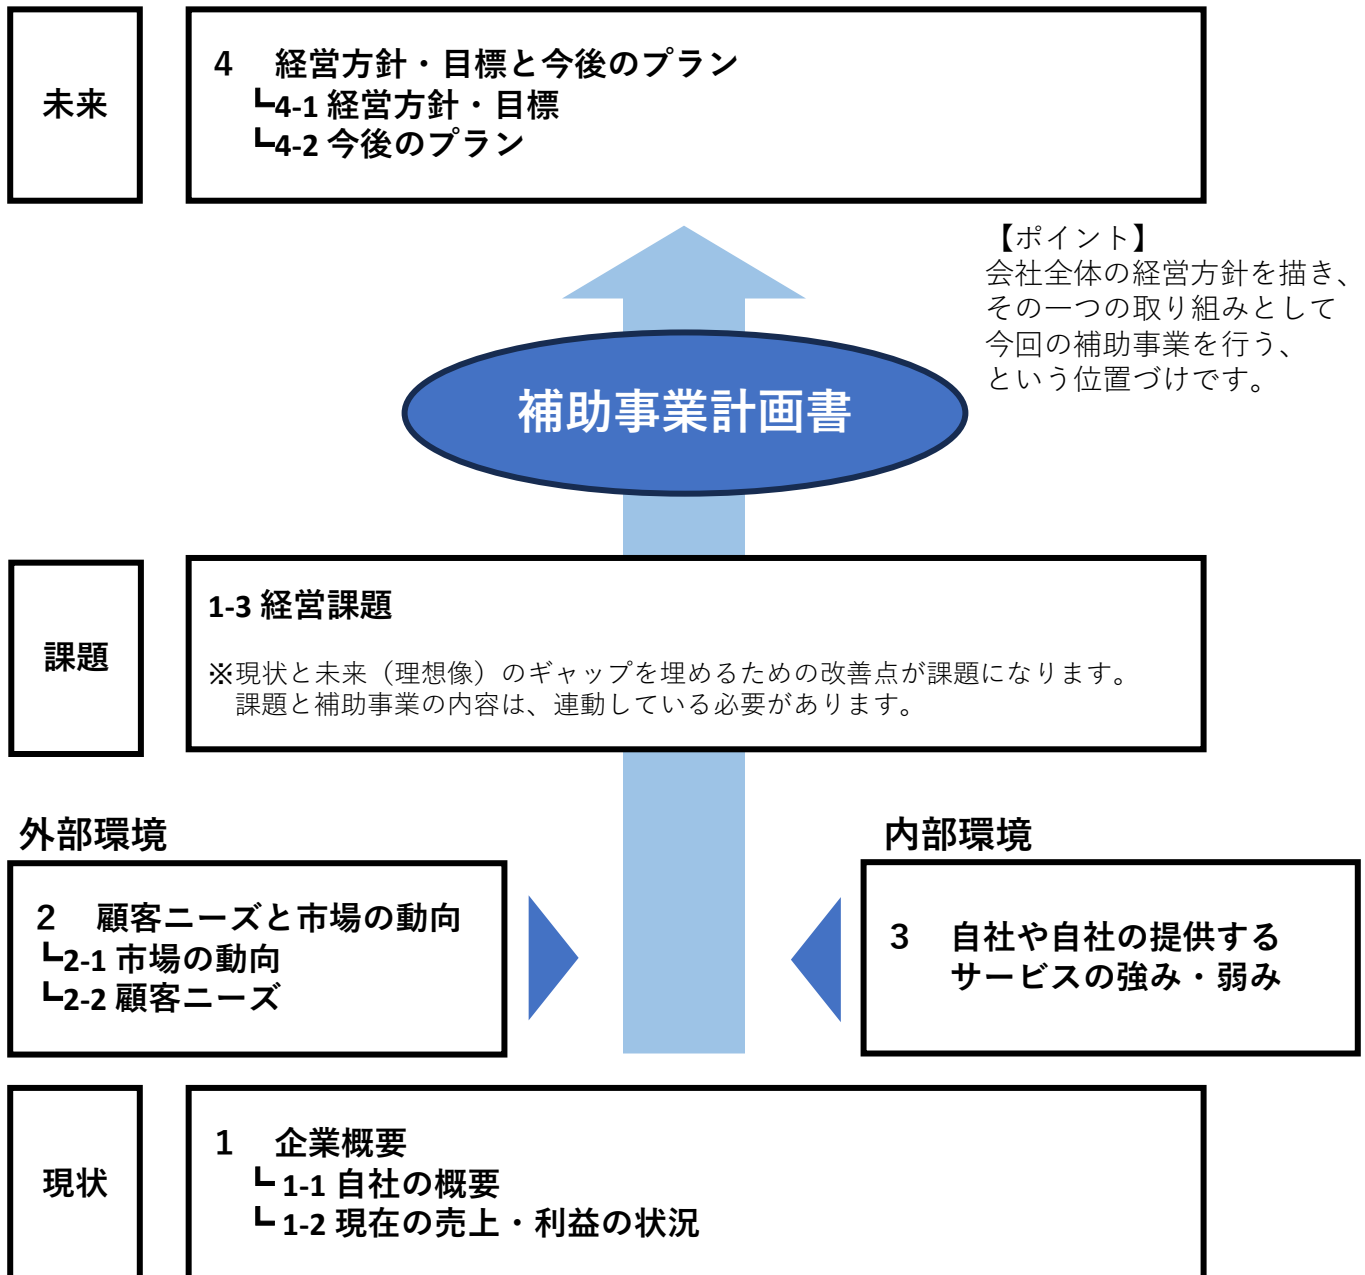 未来
4　経営方針・目標と今後のプラン
┗4-1 経営方針・目標
┗4-2 今後のプラン
【ポイント】
会社全体の経営方針を描き、
その一つの取り組みとして
今回の補助事業を行う、
という位置づけです。
補助事業計画書
課題
1-3 経営課題
※現状と未来（理想像）のギャップを埋めるための改善点が課題になります。
課題と補助事業の内容は、連動している必要があります。
外部環境
2　顧客ニーズと市場の動向
┗2-1 市場の動向
┗2-2 顧客ニーズ
内部環境
3　自社や自社の提供する
サービスの強み・弱み
現状
1　企業概要
┗ 1-1 自社の概要
┗ 1-2 現在の売上・利益の状況